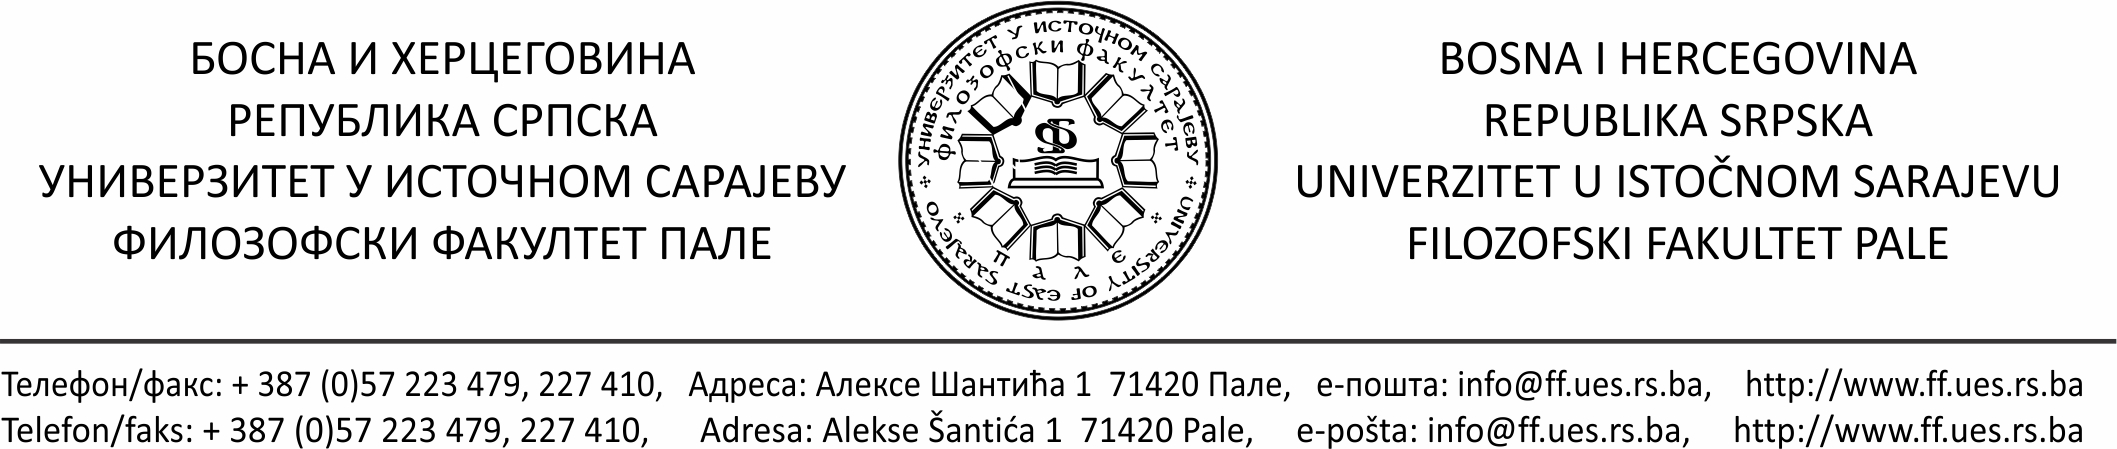 БОСНА И ХЕРЦЕГОВИНА
РЕПУБЛИКА СРПСКА
УНИВЕРЗИТЕТ У ИСТОЧНОМ САРАЈЕВУ
ФИЛОЗОФСКИ ФАКУЛТЕТ ПАЛЕ
УНИВЕРЗИТЕТ У ИСТОЧНОМ САРАЈЕВУ
UNIVERSITY OF EAST SARAJEVO
ФИЛОЗОФСКИ ФАКУЛТЕТ
ПАЛЕ
BOSNA I HERCEGOVINA
REPUBLIKA SRPSKA
UNIVERZITET U ISTOČNOM SARAJEVU
FILOZOFSKI FAKULTET PALE
Телефон/факс: + 387 (0)57 223 479, 227 410, Адреса: Алексе Шантића 1 71420 Пале, е-пошта: info@ff.ues.rs.ba, http://www.ff.ues.rs.ba
Telefon/faks: + 387 (0)57 223 479, 227 410, Adresa: Alekse Šantića 1 71420 Pale, e-pošta: info@ff.ues.rs.ba, http://www.ff.ues.rs.ba